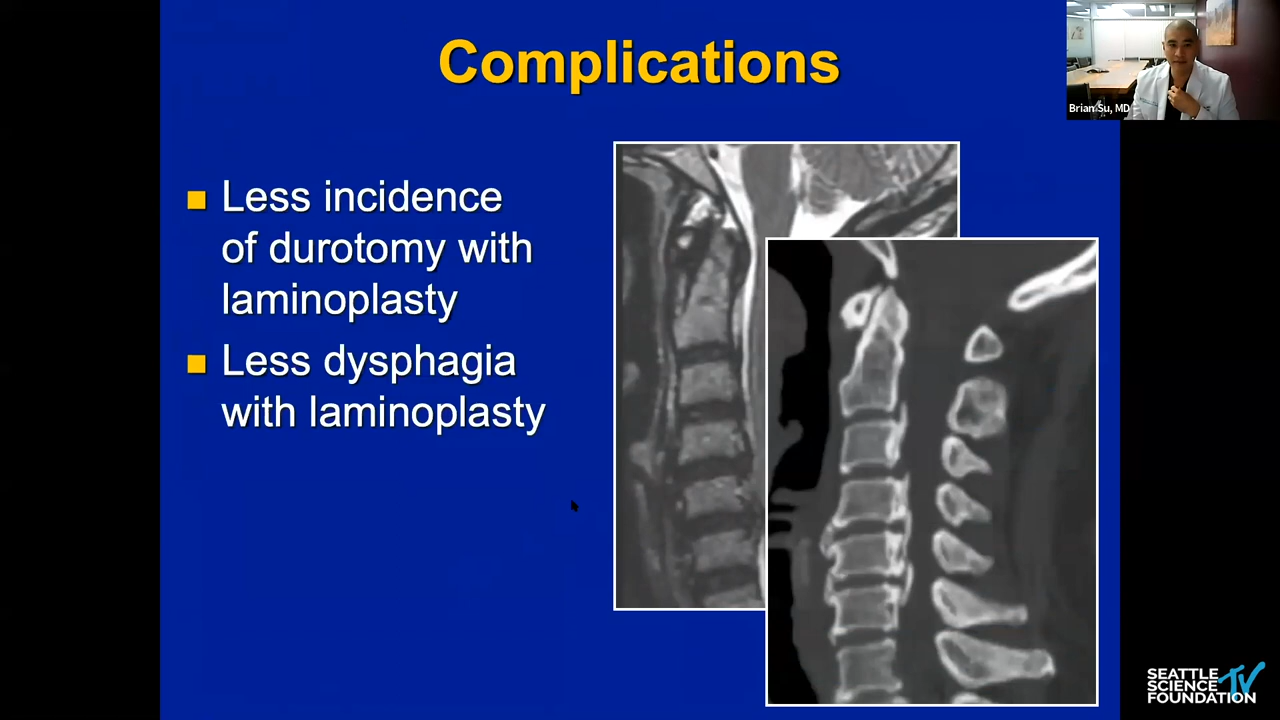 Complications
Brian Su, MD
Less incidence
of durotomy with
laminoplasty
Less dysphagia
with laminoplasty
SEATTLE
SCIENCE
FOUNDATION
TV